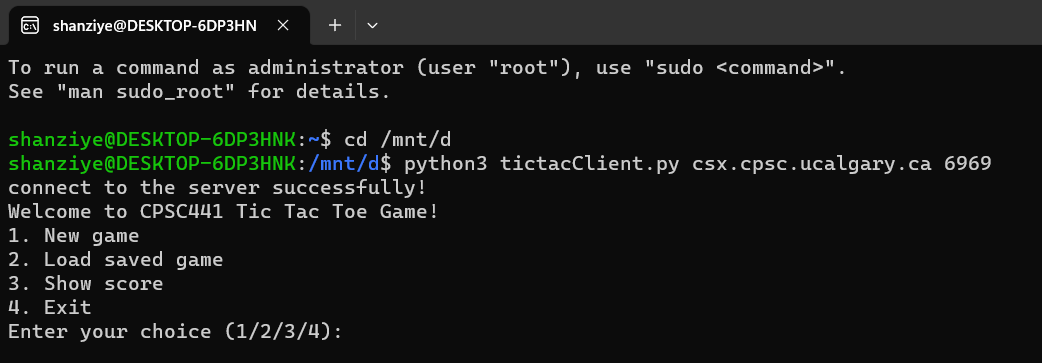 shanziye@DESKTOP-6DP3HN
To run a command as administrator (user "root"), use "sudo <command>".
See "man sudo_root" for details.
shanziye@DESKTOP-6DP3HNK:~$ cd /mnt/d
shanziye@DESKTOP-6DP3HNK:/mnt/d$ python3 tictacClient.py csx.cpsc.ucalgary.ca 6969
connect to the server successfully!
Welcome to CPSC441 Tic Tac Toe Game!
1. New game
2. Load saved game
3. Show score
4. Exit
Enter your choice (1/2/3/4):